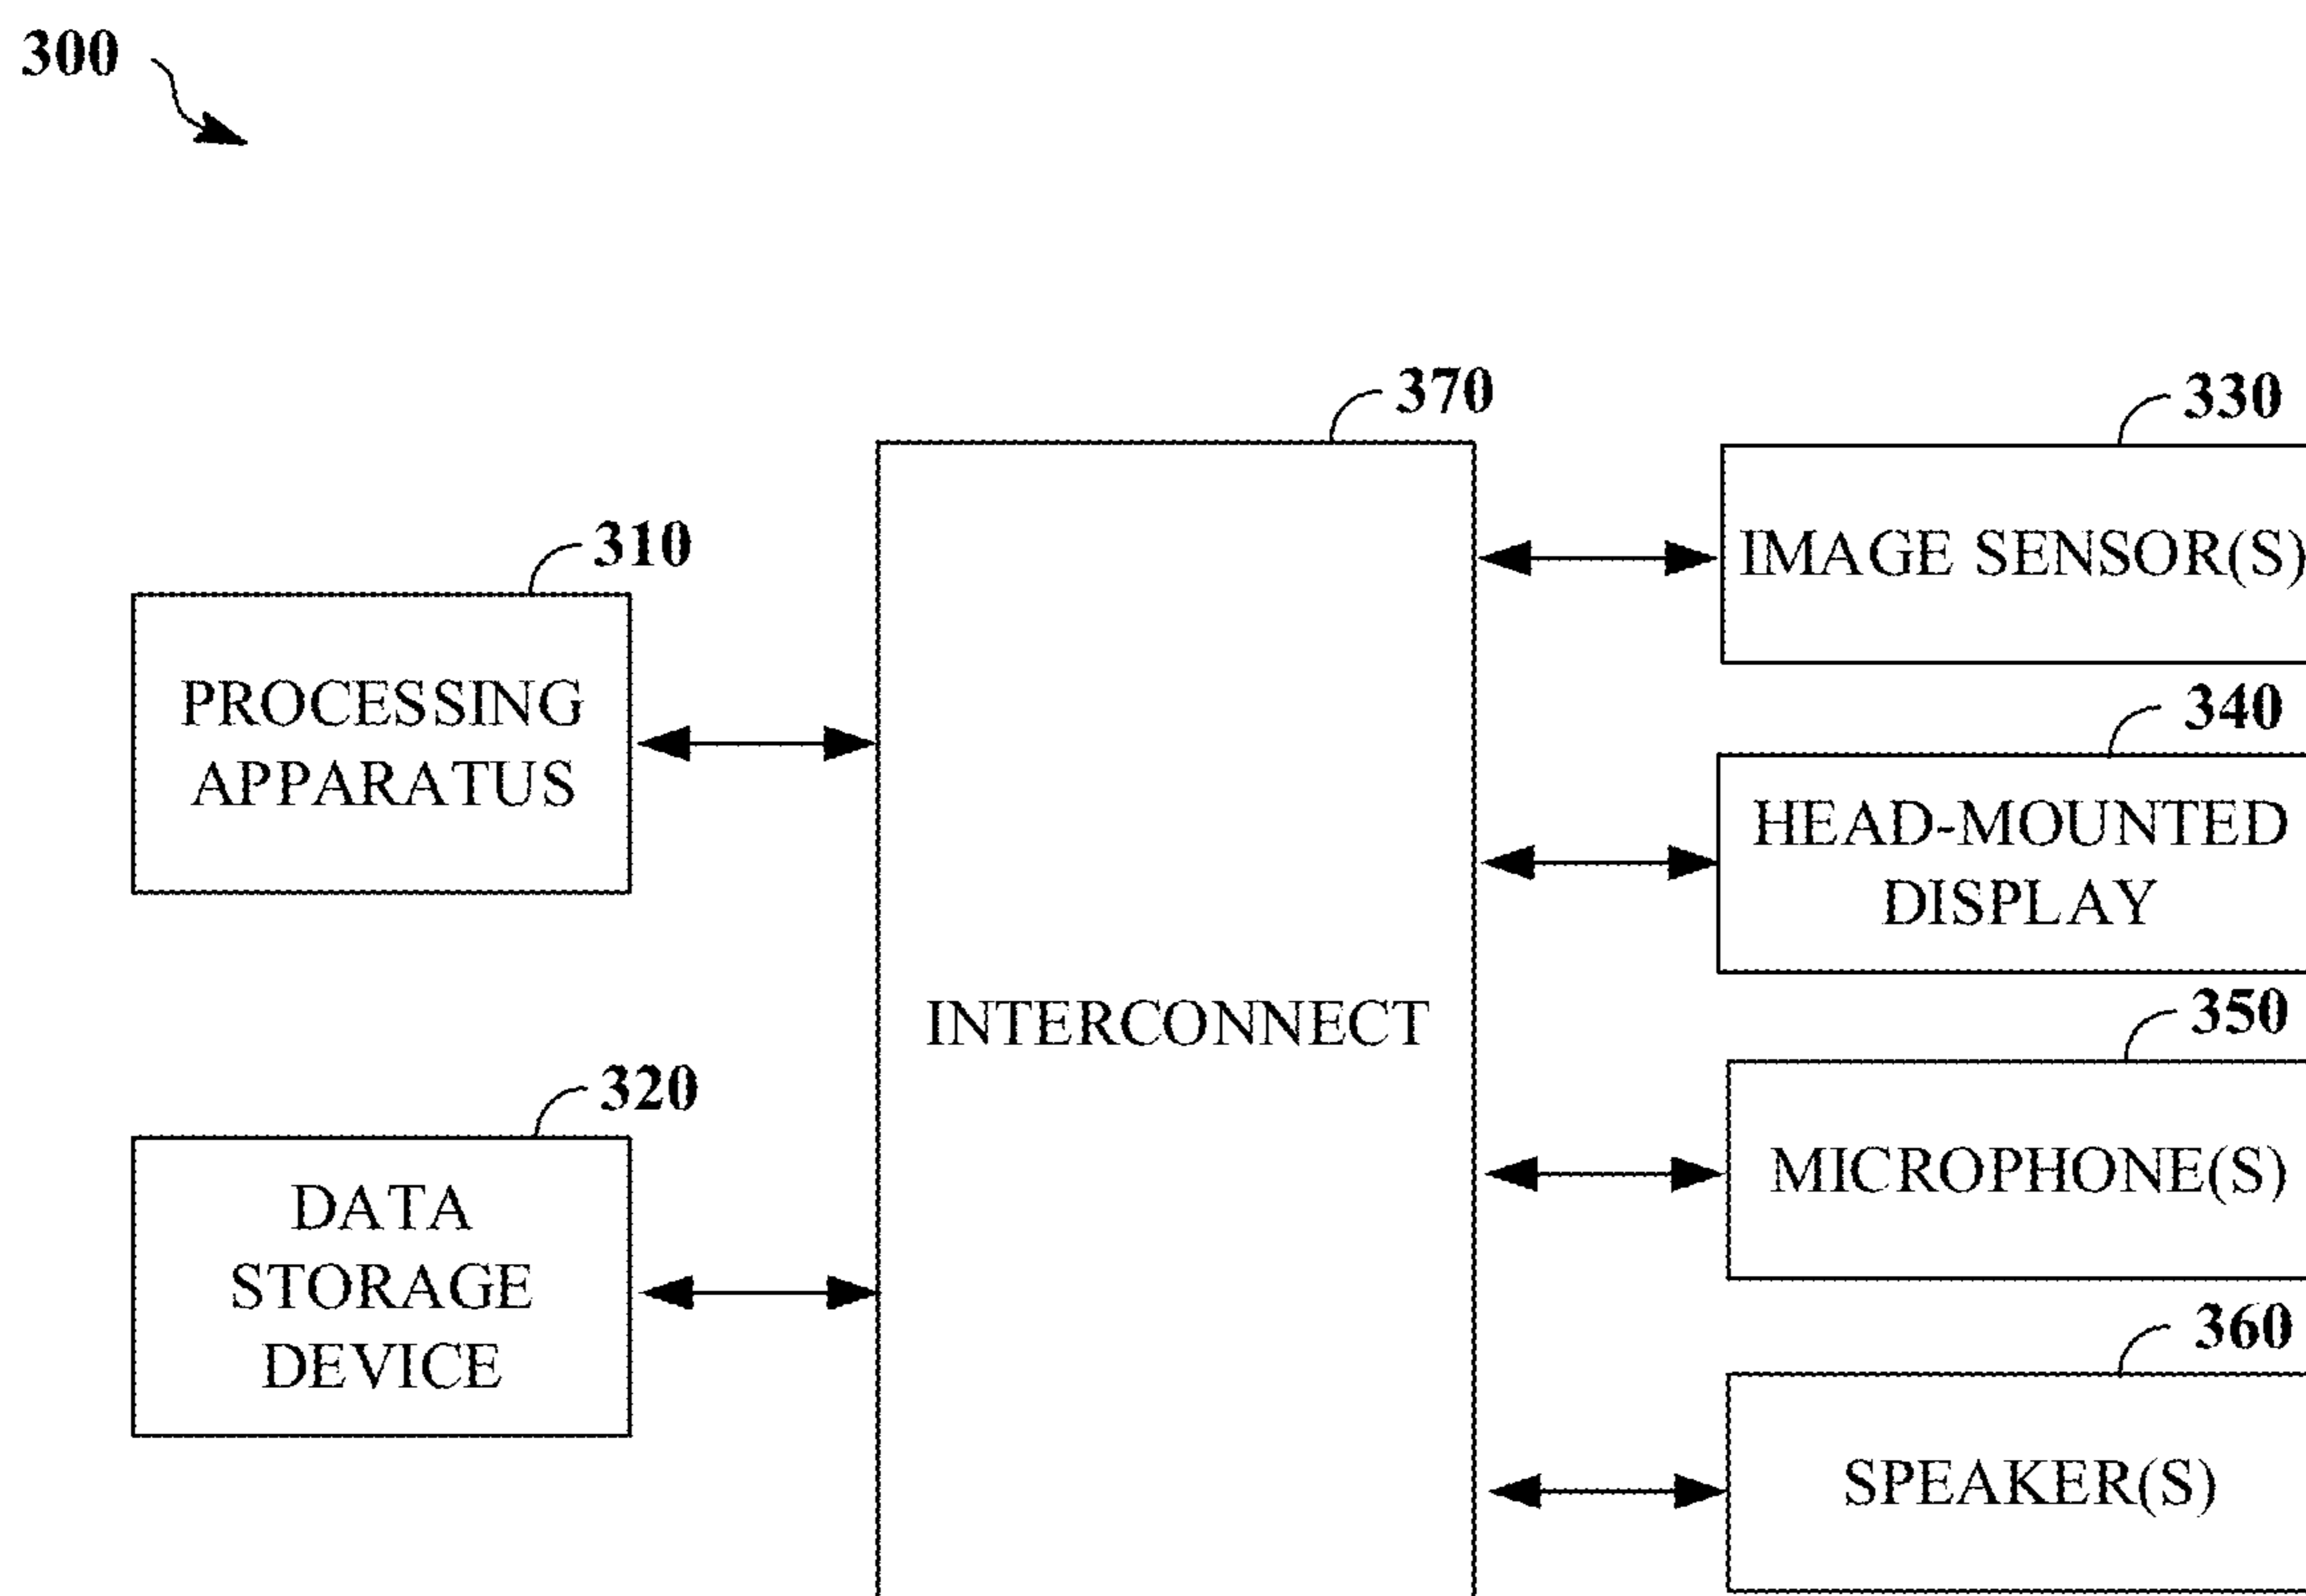 300
370
330
310
IMAGE SENSOR(S)
PROCESSING
APPARATUS
340
HEAD-MOUNTED
DISPLAY
INTERCONNECT
350
320
MICROPHONE(S)
DATA
STORAGE
DEVICE
360
SPEAKER(S)